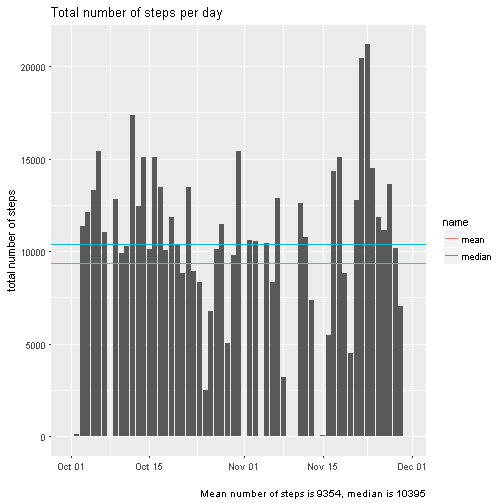 Total number of steps per day
total number of steps
20000
15000
10000
5000
0
Oct 01
Oct 15
Nov 01
Nov 15
Dec 01
name
mean
median
Mean number of steps is 9354, median is 10395